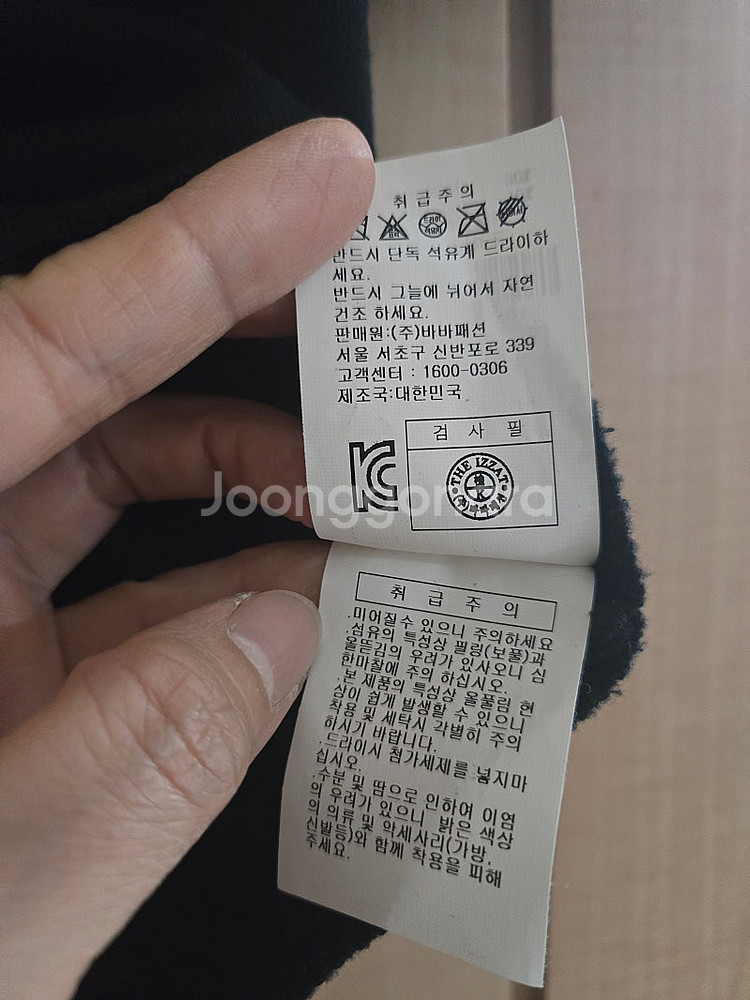 취급주의
드라이
석유계
반드시 단독 석유계 드라이하
세요.
반드시 그늘에 뉘어서 자연
건조 하세요.
판매원:(주)바바패션
서울 서초구 신반포로 339
고객센터 : 1600-0306
제조국:대한민국
검 사 필
THE IZZAT
Joonggonara
취 급 주 의
.미어질수 있으니 주의하세요
.섬유의 특성상 필링(보풀)과
올뜯김의 우려가 있사오니 심
한마찰에 주의 하십시오.
.본 제품의 특성상 올풀림 현
상이 쉽게 발생할 수 있으니
착용 및 세탁시 각별히 주의
하시기 바랍니다.
.드라이시 첨가세제를 넣지마
십시오.
.수분 및 땀으로 인하여 이염
의 우려가 있으니 밝은 색상
의 의류 및 악세사리(가방,
신발등)와 함께 착용을 피해
주세요.